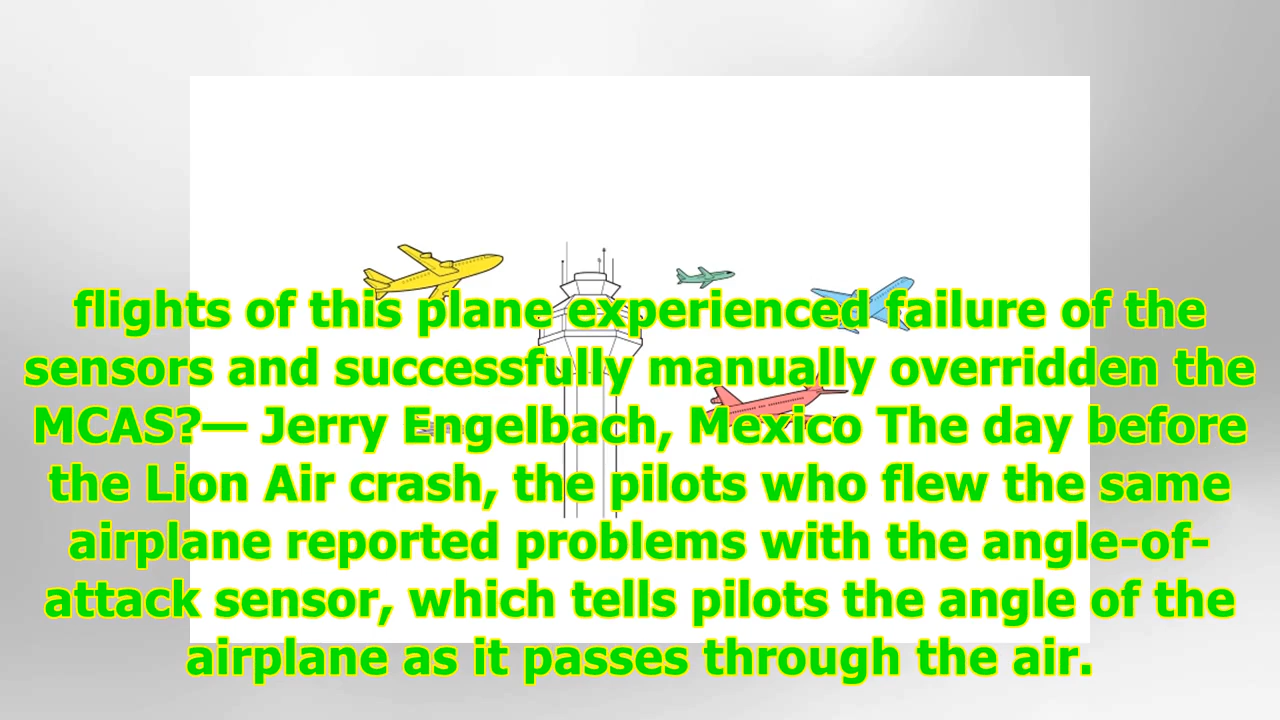 flights of this plane experienced failure of the
sensors and successfully manually overridden the
MCAS?— Jerry Engelbach, Mexico The day before
the Lion Air crash, the pilots who flew the same
airplane reported problems with the angle-of-
attack sensor, which tells pilots the angle of the
airplane as it passes through the air.